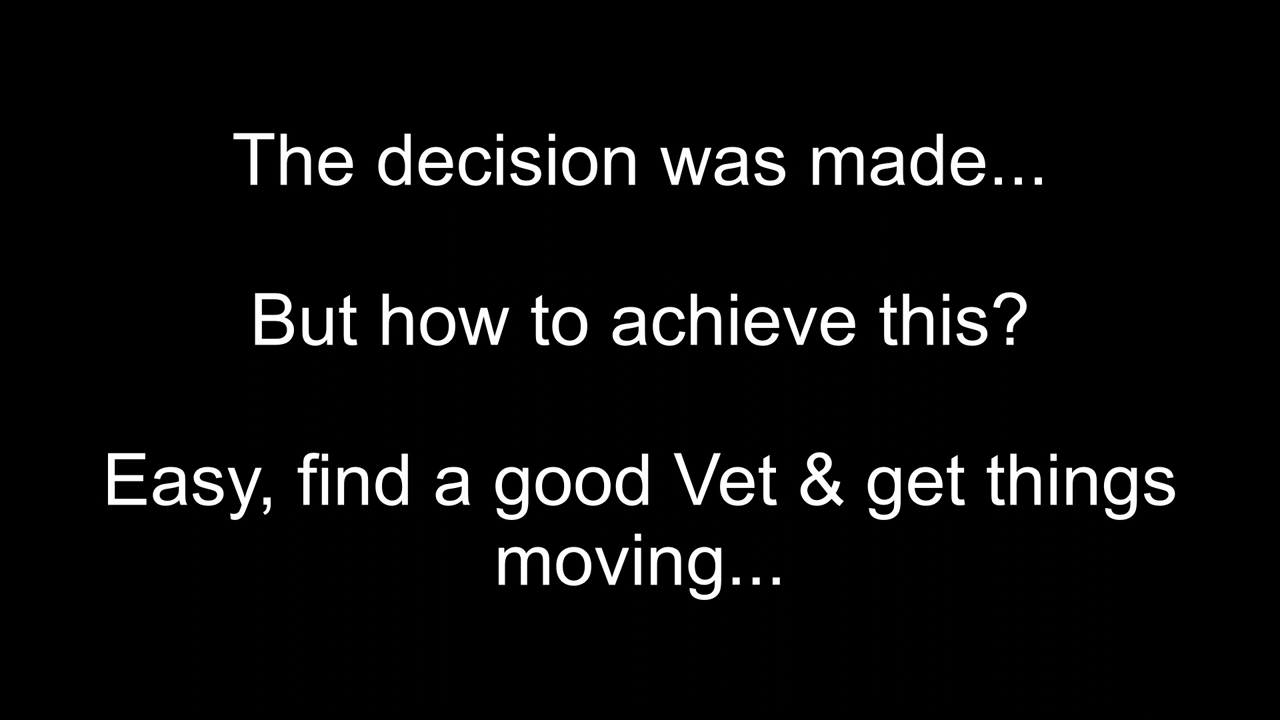 The decision was made...
But how to achieve this?
Easy, find a good Vet & get things
moving...